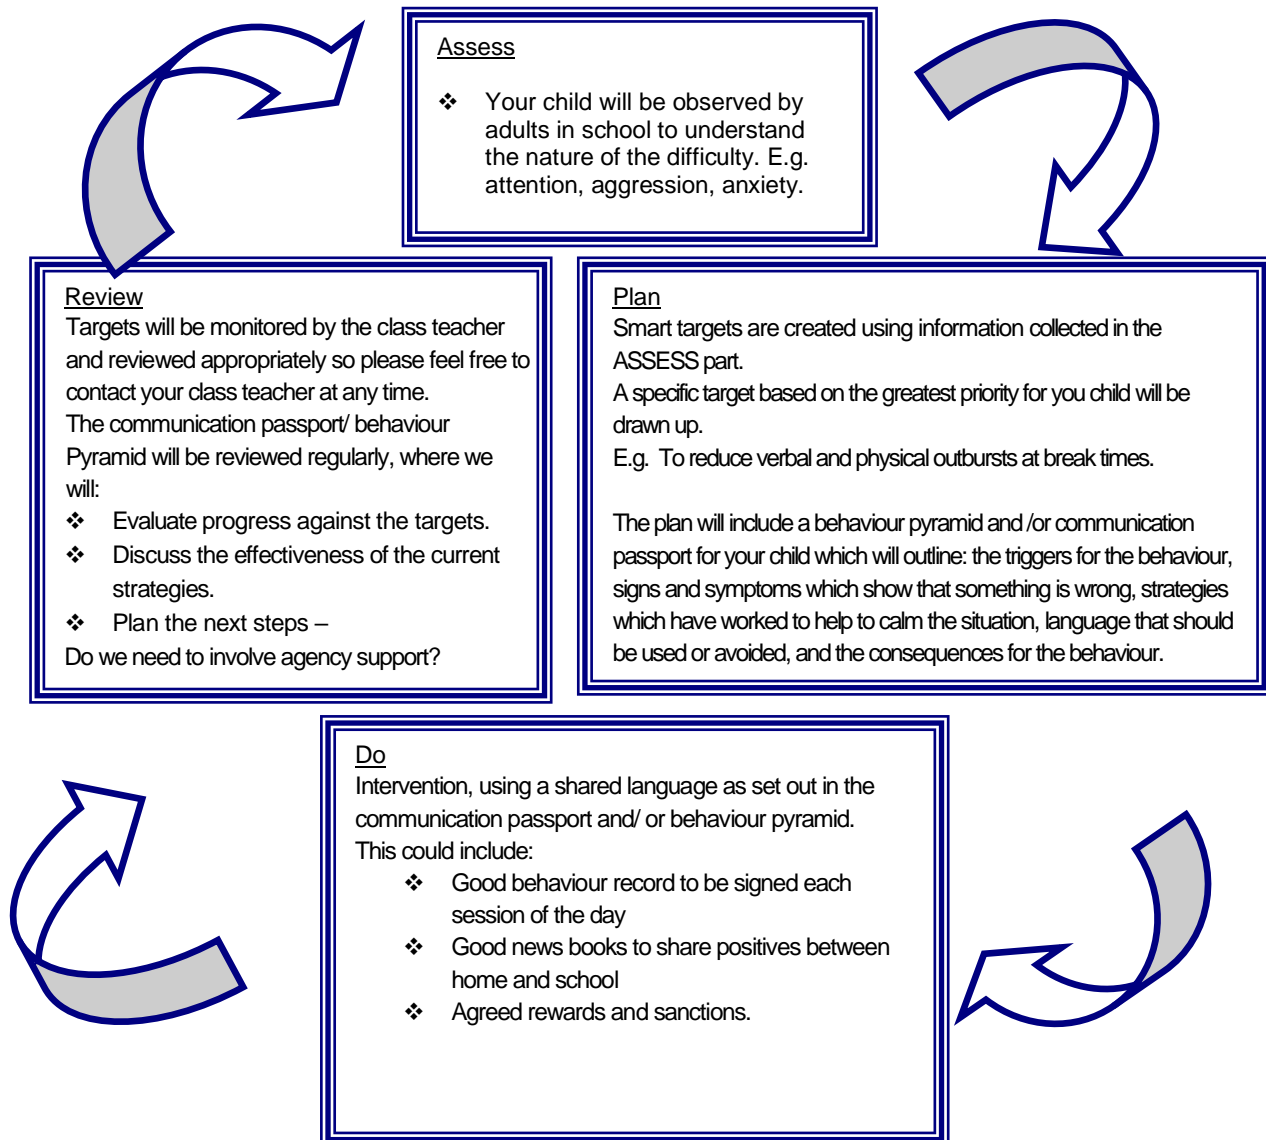 Assess
❖ Your child will be observed by
adults in school to understand
the nature of the difficulty. E.g.
attention, aggression, anxiety.
Review
Targets will be monitored by the class teacher
and reviewed appropriately so please feel free to
contact your class teacher at any time.
The communication passport/ behaviour
Pyramid will be reviewed regularly, where we
will:
❖ Evaluate progress against the targets.
❖ Discuss the effectiveness of the current
strategies.
❖ Plan the next steps –
Do we need to involve agency support?
Plan
Smart targets are created using information collected in the
ASSESS part.
A specific target based on the greatest priority for you child will be
drawn up.
E.g. To reduce verbal and physical outbursts at break times.
The plan will include a behaviour pyramid and /or communication
passport for your child which will outline: the triggers for the behaviour,
signs and symptoms which show that something is wrong, strategies
which have worked to help to calm the situation, language that should
be used or avoided, and the consequences for the behaviour.
Do
Intervention, using a shared language as set out in the
communication passport and/ or behaviour pyramid.
This could include:
❖ Good behaviour record to be signed each
session of the day
❖ Good news books to share positives between
home and school
❖ Agreed rewards and sanctions.